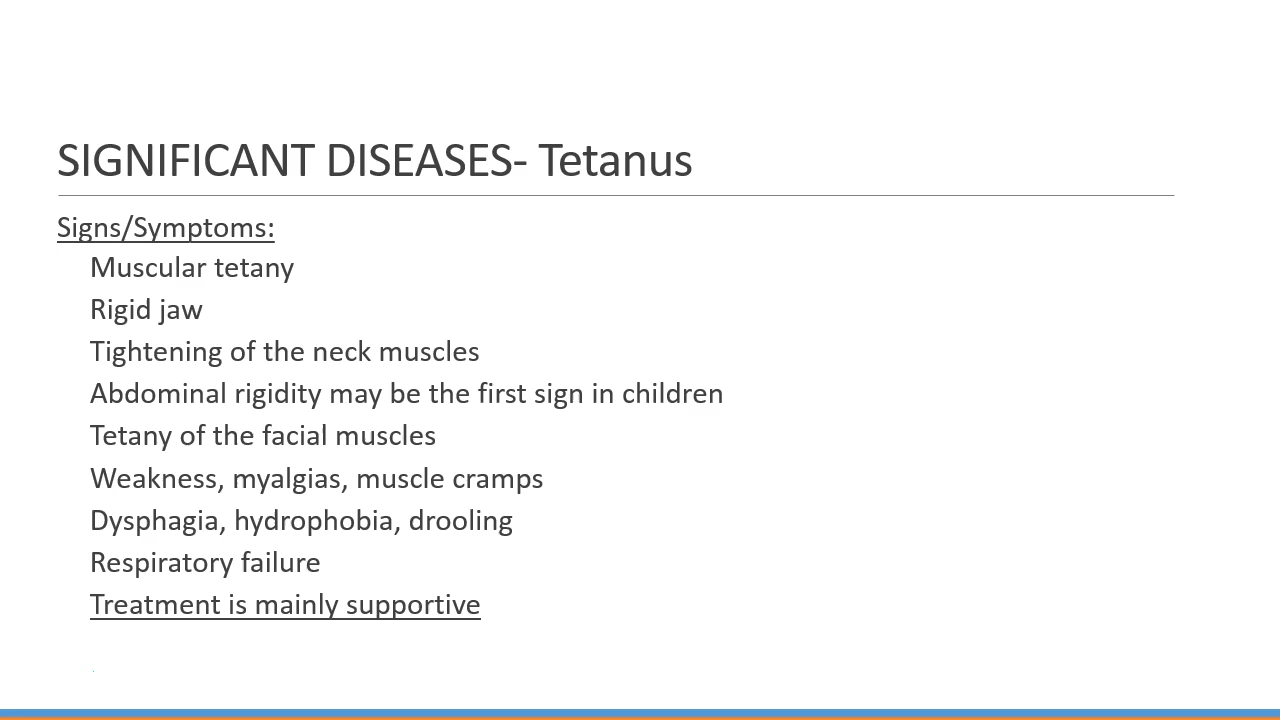 SIGNIFICANT DISEASES- Tetanus
Signs/Symptoms:
Muscular tetany
Rigid jaw
Tightening of the neck muscles
Abdominal rigidity may be the first sign in children
Tetany of the facial muscles
Weakness, myalgias, muscle cramps
Dysphagia, hydrophobia, drooling
Respiratory failure
Treatment is mainly supportive